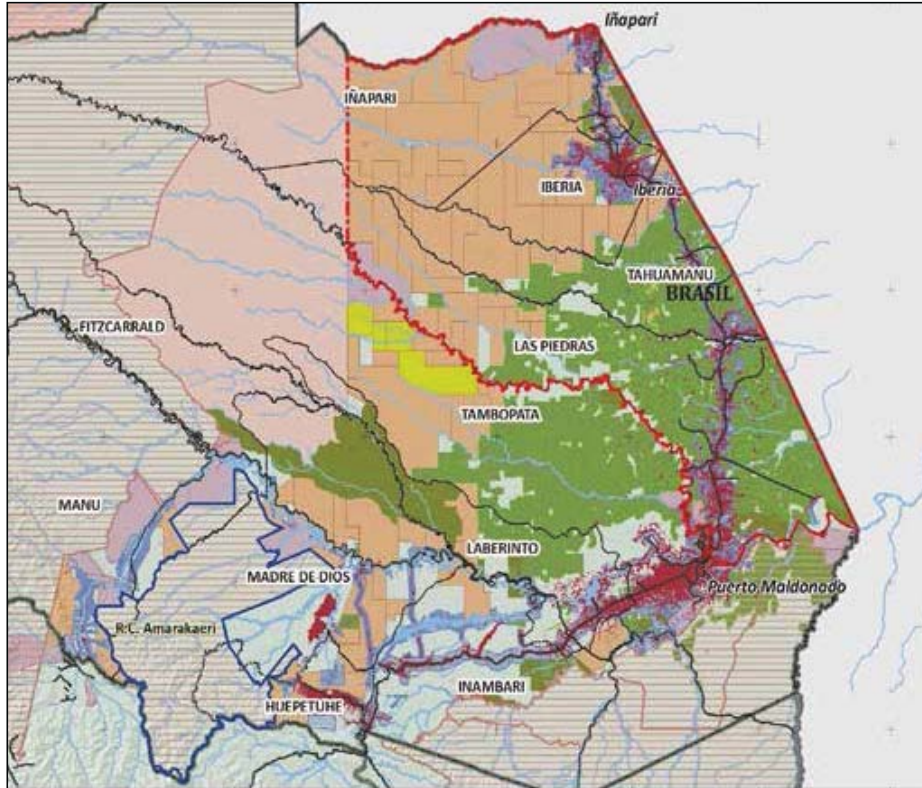 Iñapari
IÑAPARI
IBERIA
Iberia
TAHUAMANU
BRASIL
FITZCARRALD
LAS PIEDRAS
TAMBOPATA
MANU
LABERINTO
MADRE DE DIOS
Puerto Maldonado
R.C. Amarakaeri
INAMBARI
HUEPETUHE